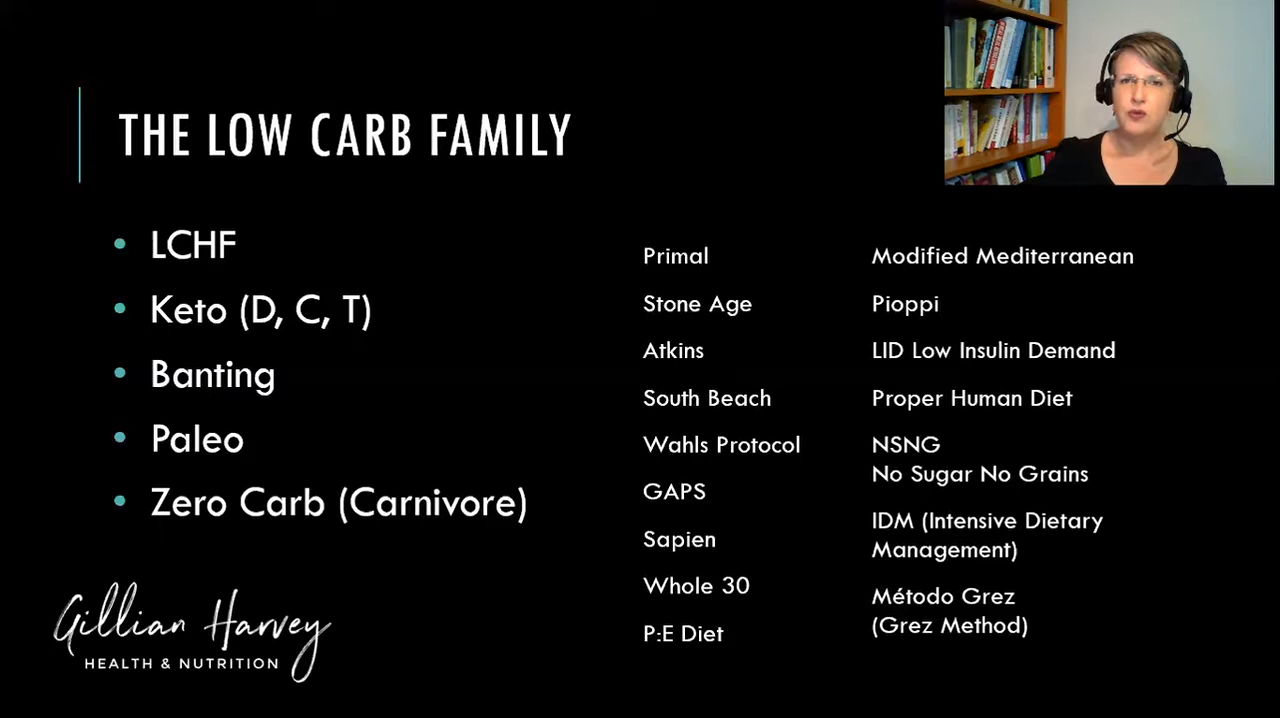 THE LOW CARB FAMILY
• LCHF
• Keto (D, C, T)
• Banting
• Paleo
• Zero Carb (Carnivore)
Primal
Stone Age
Atkins
South Beach
Wahls Protocol
GAPS
Sapien
Whole 30
P:E Diet
Modified Mediterranean
Pioppi
LID Low Insulin Demand
Proper Human Diet
NSNG
No Sugar No Grains
IDM (Intensive Dietary
Management)
Método Grez
(Grez Method)
Gillian Harvey
HEALTH & NUTRITION